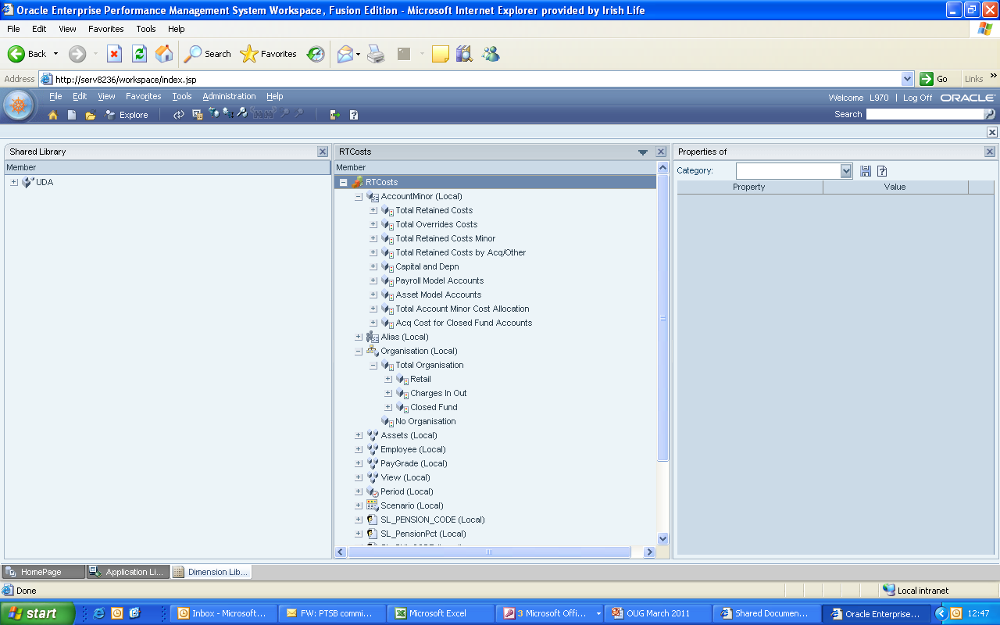 Oracle Enterprise Performance Management System Workspace, Fusion Edition - Microsoft Internet Explorer provided by Irish Life
File Edit View Favorites Tools Help
Back Search Favorites
Address http://serv8236/workspace/index.jsp Go Links »
File Edit View Favorites Tools Administration Help Welcome L970 | Log Off ORACLE
Explore Search
Shared Library
Member
UDA
RTCosts
Member
RTCosts
AccountMinor (Local)
Total Retained Costs
Total Overrides Costs
Total Retained Costs Minor
Total Retained Costs by Acq/Other
Capital and Depn
Payroll Model Accounts
Asset Model Accounts
Total Account Minor Cost Allocation
Acq Cost for Closed Fund Accounts
Alias (Local)
Organisation (Local)
Total Organisation
Retail
Charges In Out
Closed Fund
No Organisation
Assets (Local)
Employee (Local)
PayGrade (Local)
View (Local)
Period (Local)
Scenario (Local)
SL_PENSION_CODE (Local)
SL_PensionPct (Local)
Properties of
Category:
Property Value
HomePage Application Li... Dimension Lib...
Done Local intranet
start Inbox - Microsoft... FW: PTSB commi... Microsoft Excel 3 Microsoft Offi... OUG March 2011 Shared Documen... Oracle Enterprise... 12:47